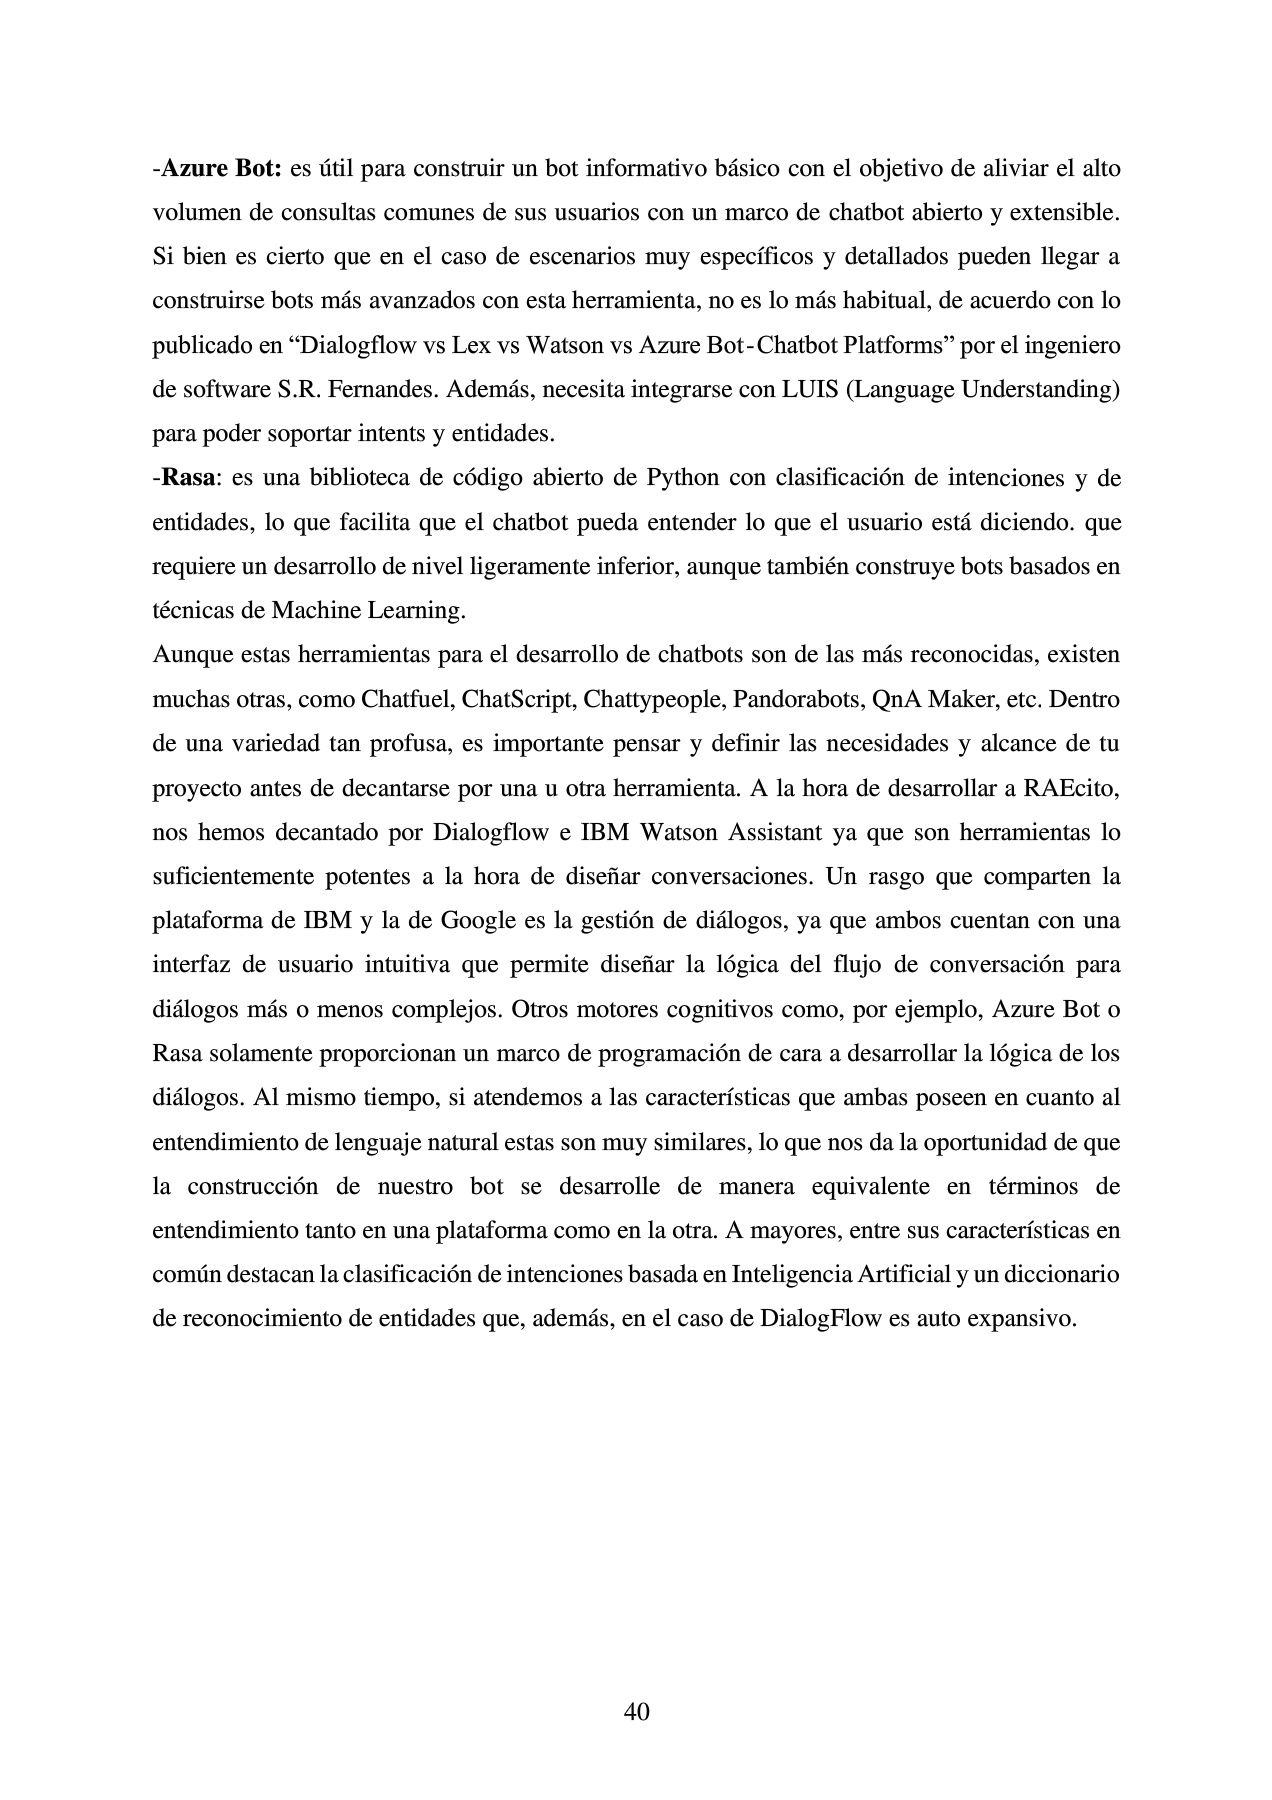 -Azure Bot: es útil para construir un bot informativo básico con el objetivo de aliviar el alto
volumen de consultas comunes de sus usuarios con un marco de chatbot abierto y extensible.
Si bien es cierto que en el caso de escenarios muy específicos y detallados pueden llegar a
construirse bots más avanzados con esta herramienta, no es lo más habitual, de acuerdo con lo
publicado en “Dialogflow vs Lex vs Watson vs Azure Bot-Chatbot Platforms” por el ingeniero
de software S.R. Fernandes. Además, necesita integrarse con LUIS (Language Understanding)
para poder soportar intents y entidades.
-Rasa: es una biblioteca de código abierto de Python con clasificación de intenciones y de
entidades, lo que facilita que el chatbot pueda entender lo que el usuario está diciendo. que
requiere un desarrollo de nivel ligeramente inferior, aunque también construye bots basados en
técnicas de Machine Learning.
Aunque estas herramientas para el desarrollo de chatbots son de las más reconocidas, existen
muchas otras, como Chatfuel, ChatScript, Chattypeople, Pandorabots, QnA Maker, etc. Dentro
de una variedad tan profusa, es importante pensar y definir las necesidades y alcance de tu
proyecto antes de decantarse por una u otra herramienta. A la hora de desarrollar a RAEcito,
nos hemos decantado por Dialogflow e IBM Watson Assistant ya que son herramientas lo
suficientemente potentes a la hora de diseñar conversaciones. Un rasgo que comparten la
plataforma de IBM y la de Google es la gestión de diálogos, ya que ambos cuentan con una
interfaz de usuario intuitiva que permite diseñar la lógica del flujo de conversación para
diálogos más o menos complejos. Otros motores cognitivos como, por ejemplo, Azure Bot o
Rasa solamente proporcionan un marco de programación de cara a desarrollar la lógica de los
diálogos. Al mismo tiempo, si atendemos a las características que ambas poseen en cuanto al
entendimiento de lenguaje natural estas son muy similares, lo que nos da la oportunidad de que
la construcción de nuestro bot se desarrolle de manera equivalente en términos de
entendimiento tanto en una plataforma como en la otra. A mayores, entre sus características en
común destacan la clasificación de intenciones basada en Inteligencia Artificial y un diccionario
de reconocimiento de entidades que, además, en el caso de DialogFlow es auto expansivo.
40